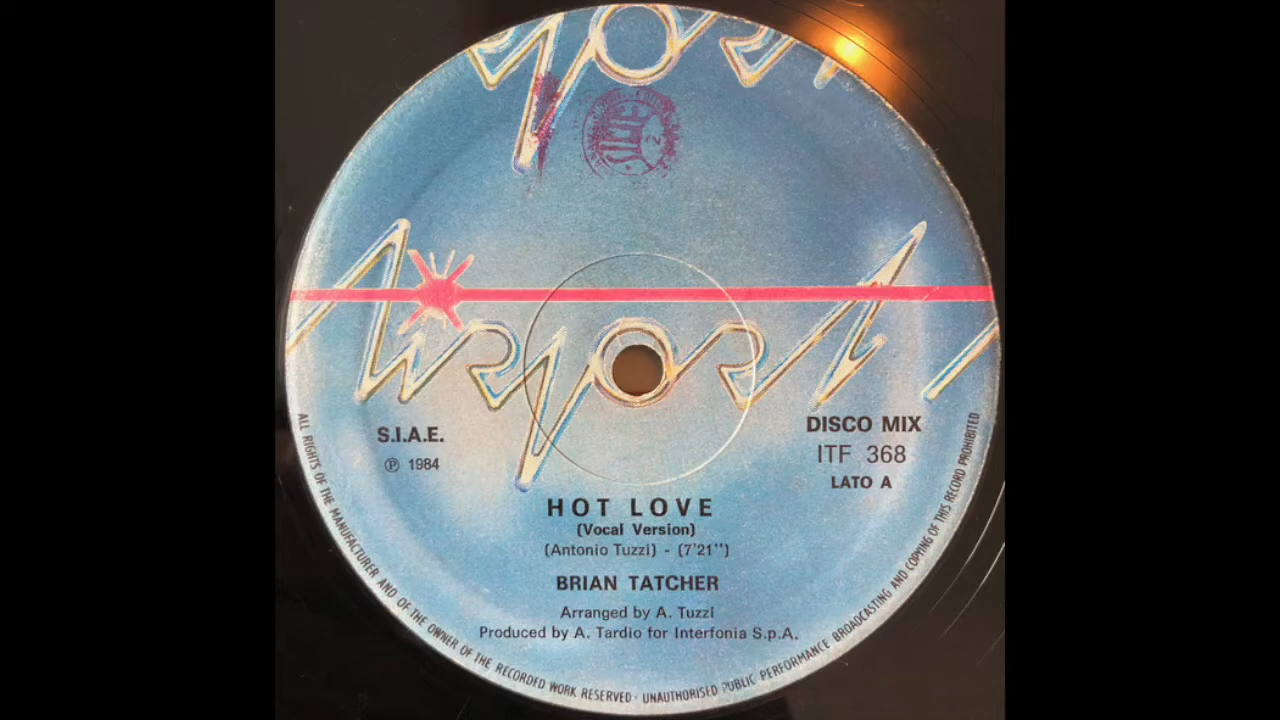 Airport
S.I.A.E.
℗ 1984
DISCO MIX
ITF 368
LATO A
HOT LOVE
(Vocal Version)
(Antonio Tuzzi) - (7'21'')
BRIAN TATCHER
Arranged by A. Tuzzi
Produced by A. Tardio for Interfonia S.p.A.
ALL RIGHTS OF THE MANUFACTURER AND OF THE OWNER OF THE RECORDED WORK RESERVED · UNAUTHORISED PUBLIC PERFORMANCE BROADCASTING AND COPYING OF THIS RECORD PROHIBITED